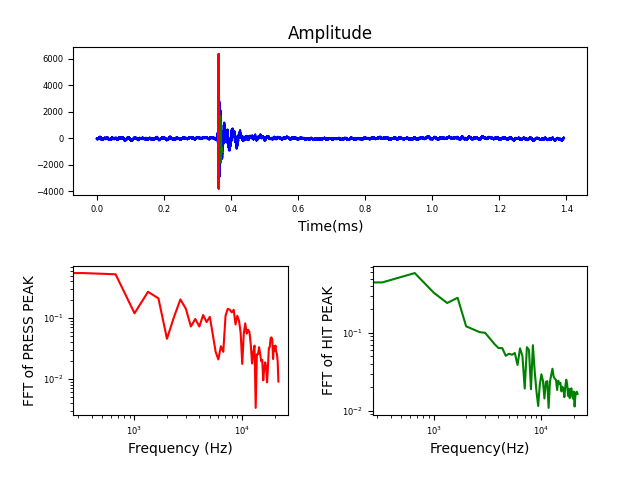 Amplitude
6000
4000
2000
0
−2000
−4000
0.0 0.2 0.4 0.6 0.8 1.0 1.2 1.4
Time(ms)
FFT of PRESS PEAK
10⁻¹
10⁻²
10³ 10⁴
Frequency (Hz)
FFT of HIT PEAK
10⁻¹
10⁻²
10³ 10⁴
Frequency(Hz)